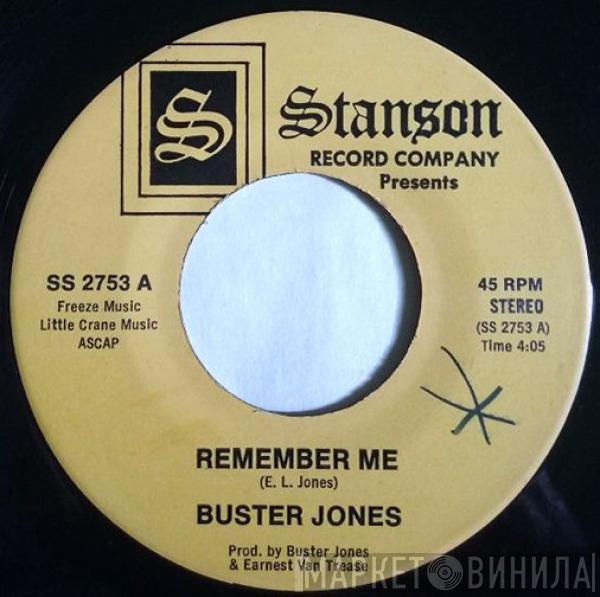 S
Stanson
RECORD COMPANY
Presents
SS 2753 A
Freeze Music
Little Crane Music
ASCAP
45 RPM
STEREO
(SS 2753 A)
Time 4:05
REMEMBER ME
(E. L. Jones)
BUSTER JONES
Prod. by Buster Jones
& Earnest Van Trease
МАРКЕТ ВИНИЛА